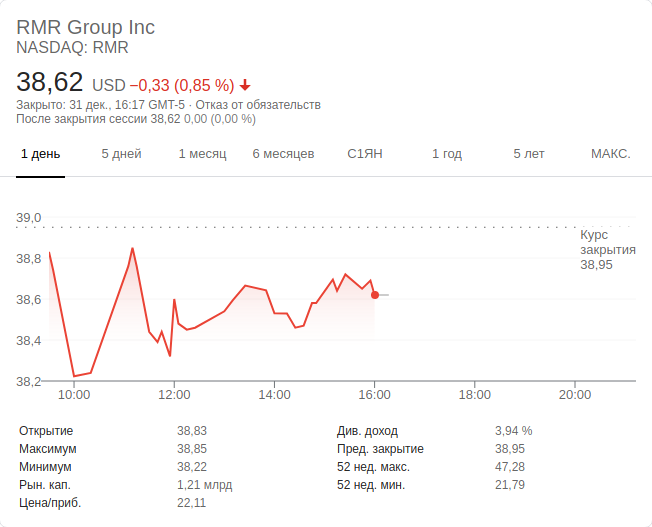 RMR Group Inc
NASDAQ: RMR
38,62 USD −0,33 (0,85 %)
Закрыто: 31 дек., 16:17 GMT-5 · Отказ от обязательств
После закрытия сессии 38,62 0,00 (0,00 %)
1 день 5 дней 1 месяц 6 месяцев С1ЯН 1 год 5 лет МАКС.
39,0
Курс
закрытия
38,95
38,8
38,6
38,4
38,2
10:00 12:00 14:00 16:00 18:00 20:00
Открытие 38,83 Див. доход 3,94 %
Максимум 38,85 Пред. закрытие 38,95
Минимум 38,22 52 нед. макс. 47,28
Рын. кап. 1,21 млрд 52 нед. мин. 21,79
Цена/приб. 22,11